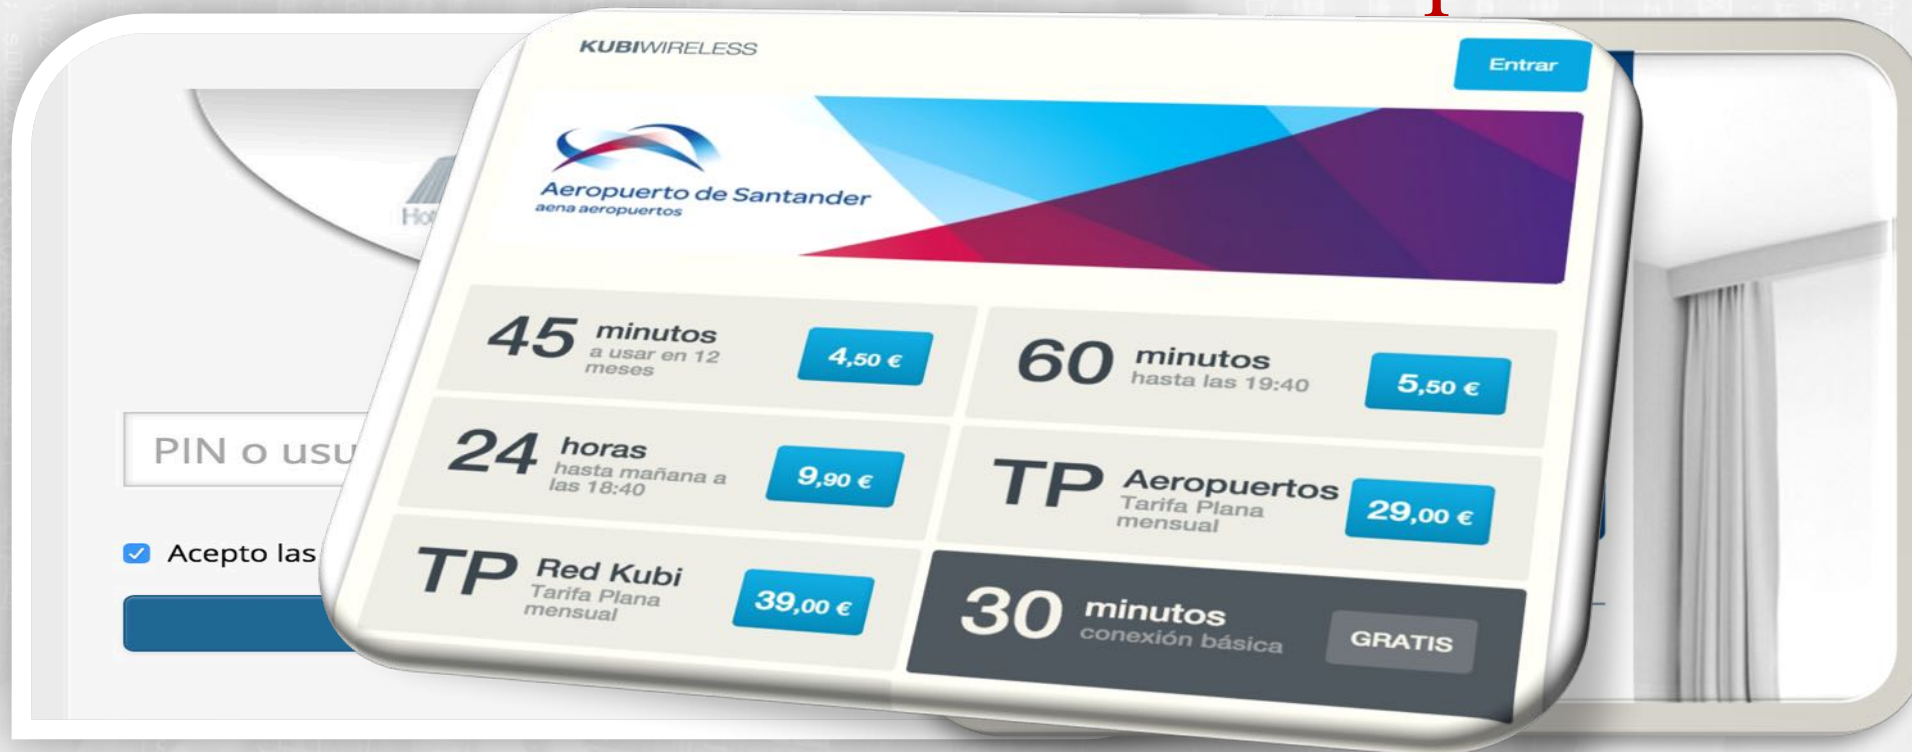 KUBIWIRELESS
Entrar
Aeropuerto de Santander
aena aeropuertos
45 minutos
a usar en 12
meses
4,50 €
60 minutos
hasta las 19:40
5,50 €
24 horas
hasta mañana a
las 18:40
9,90 €
TP Aeropuertos
Tarifa Plana
mensual
29,00 €
TP Red Kubi
Tarifa Plana
mensual
39,00 €
30 minutos
conexión básica
GRATIS
PIN o usu
Acepto las